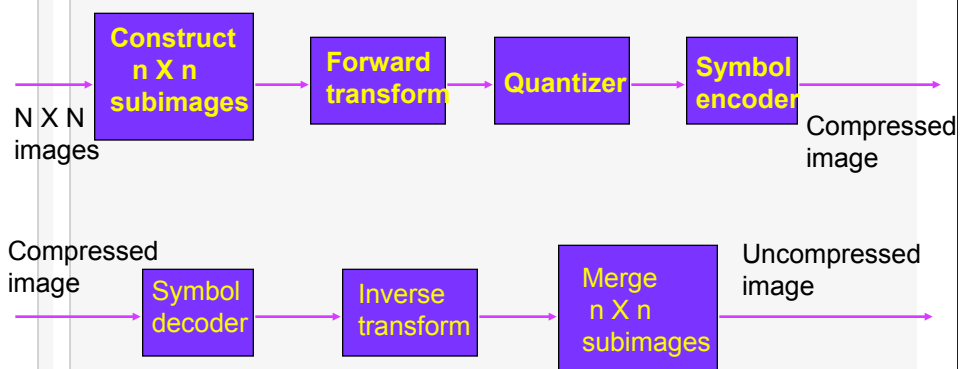 Construct
n X n
subimages
Forward
transform
Quantizer
Symbol
encoder
N X N
images
Compressed
image
Compressed
image
Symbol
decoder
Inverse
transform
Merge
n X n
subimages
Uncompressed
image